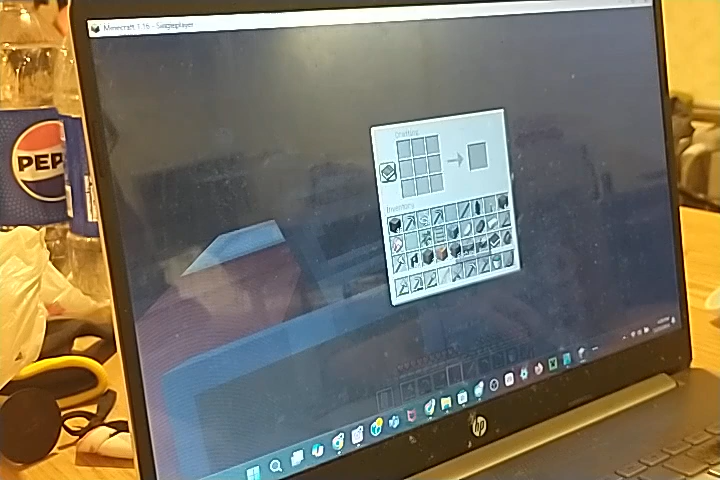 Minecraft 1.16 - Singleplayer
PEP
Crafting
Inventory
hp